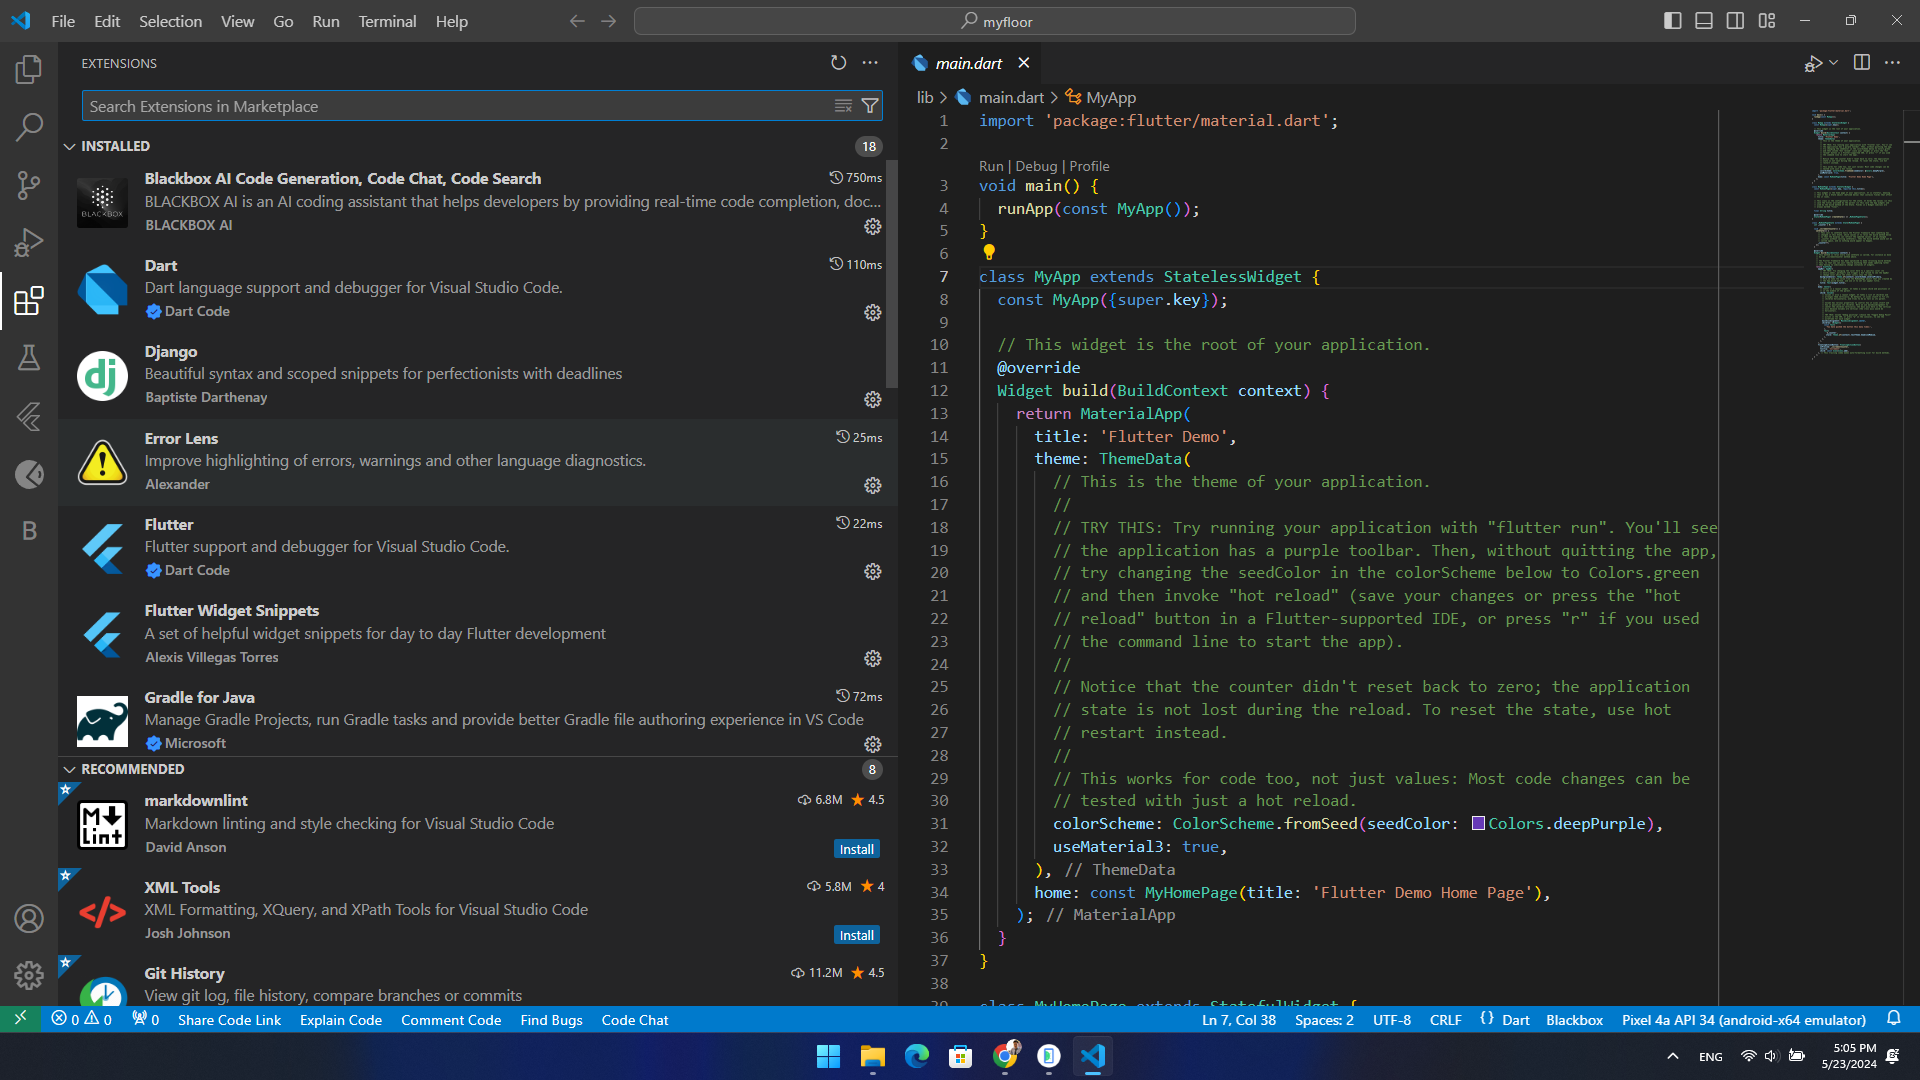 File Edit Selection View Go Run Terminal Help
myfloor
EXTENSIONS
Search Extensions in Marketplace
INSTALLED 18
Blackbox AI Code Generation, Code Chat, Code Search 750ms
BLACKBOX AI is an AI coding assistant that helps developers by providing real-time code completion, doc...
BLACKBOX AI
BLACKBOX
Dart 110ms
Dart language support and debugger for Visual Studio Code.
Dart Code
Django
Beautiful syntax and scoped snippets for perfectionists with deadlines
Baptiste Darthenay
dj
Error Lens 25ms
Improve highlighting of errors, warnings and other language diagnostics.
Alexander
Flutter 22ms
Flutter support and debugger for Visual Studio Code.
Dart Code
B
Flutter Widget Snippets
A set of helpful widget snippets for day to day Flutter development
Alexis Villegas Torres
Gradle for Java 72ms
Manage Gradle Projects, run Gradle tasks and provide better Gradle file authoring experience in VS Code
Microsoft
RECOMMENDED 8
markdownlint 6.8M 4.5
Markdown linting and style checking for Visual Studio Code
David Anson Install
M Lint
XML Tools 5.8M 4
XML Formatting, XQuery, and XPath Tools for Visual Studio Code
Josh Johnson Install
Git History 11.2M 4.5
View git log, file history, compare branches or commits
main.dart
lib > main.dart > MyApp
1 import 'package:flutter/material.dart';
2
Run | Debug | Profile
3 void main() {
4 runApp(const MyApp());
5 }
6
7 class MyApp extends StatelessWidget {
8 const MyApp({super.key});
9
10 // This widget is the root of your application.
11 @override
12 Widget build(BuildContext context) {
13 return MaterialApp(
14 title: 'Flutter Demo',
15 theme: ThemeData(
16 // This is the theme of your application.
17 //
18 // TRY THIS: Try running your application with "flutter run". You'll see
19 // the application has a purple toolbar. Then, without quitting the app,
20 // try changing the seedColor in the colorScheme below to Colors.green
21 // and then invoke "hot reload" (save your changes or press the "hot
22 // reload" button in a Flutter-supported IDE, or press "r" if you used
23 // the command line to start the app).
24 //
25 // Notice that the counter didn't reset back to zero; the application
26 // state is not lost during the reload. To reset the state, use hot
27 // restart instead.
28 //
29 // This works for code too, not just values: Most code changes can be
30 // tested with just a hot reload.
31 colorScheme: ColorScheme.fromSeed(seedColor: Colors.deepPurple),
32 useMaterial3: true,
33 ), // ThemeData
34 home: const MyHomePage(title: 'Flutter Demo Home Page'),
35 ); // MaterialApp
36 }
37 }
38
39 class MyHomePage extends StatefulWidget {
0 0 0 Share Code Link Explain Code Comment Code Find Bugs Code Chat
Ln 7, Col 38 Spaces: 2 UTF-8 CRLF {} Dart Blackbox Pixel 4a API 34 (android-x64 emulator)
ENG 5:05 PM
5/23/2024